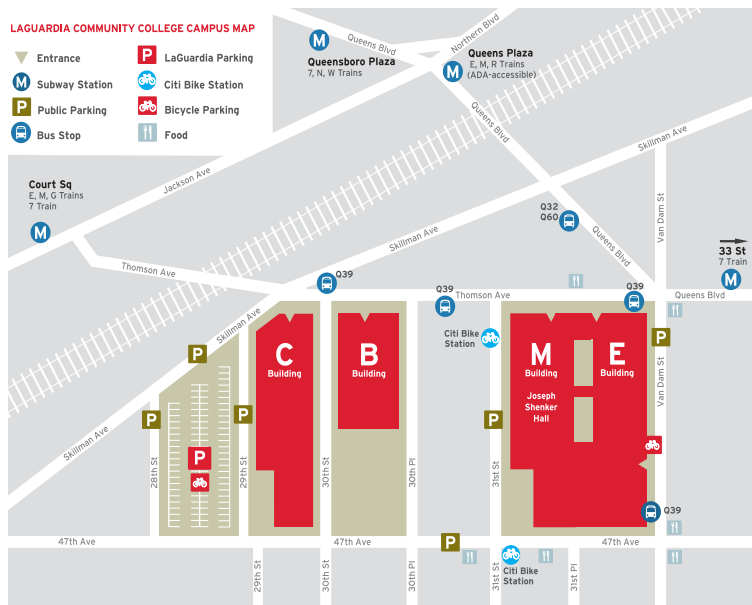 LAGUARDIA COMMUNITY COLLEGE CAMPUS MAP
Entrance
P LaGuardia Parking
M Subway Station
Citi Bike Station
P Public Parking
Bicycle Parking
Bus Stop
Food
M
Queensboro Plaza
7, N, W Trains
Queens Blvd
Northern Blvd
M
Queens Plaza
E, M, R Trains
(ADA-accessible)
Queens Blvd
Skillman Ave
Jackson Ave
Court Sq
E, M, G Trains
7 Train
M
Q32
Q60
Van Dam St
Skillman Ave
Queens Blvd
33 St
7 Train
M
Thomson Ave
Q39
Q39
Thomson Ave
Q39
Queens Blvd
Skillman Ave
Citi Bike
Station
P
C
Building
B
Building
M
Building
Joseph
Shenker
Hall
E
Building
P
Van Dam St
P
P
P
Skillman Ave
P
28th St
29th St
30th St
30th Pl
31st St
Q39
47th Ave
47th Ave
P
47th Ave
Citi Bike
Station
29th St
30th St
30th Pl
31st St
31st Pl